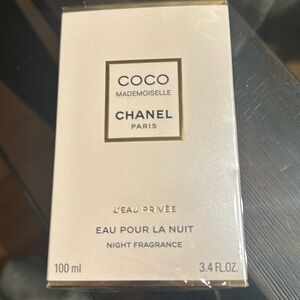 COCO
MADEMOISELLE
CHANEL
PARIS
L'EAU PRIVÉE
EAU POUR LA NUIT
NIGHT FRAGRANCE
100 ml 3.4 FL.OZ.